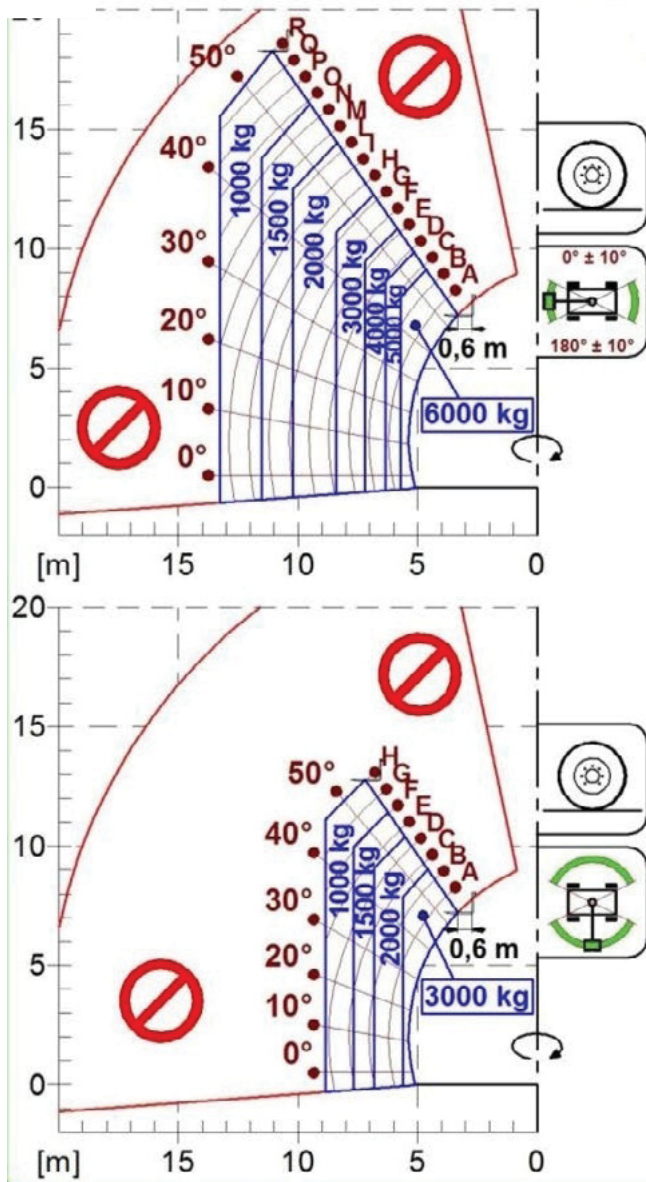 20
50°
R
Q
P
O
N
M
L
I
H
G
F
E
D
C
B
A
15
40°
1000 kg
1500 kg
2000 kg
3000 kg
4000 kg
5000 kg
30°
10
0° ± 10°
20°
180° ± 10°
0,6 m
5
10°
6000 kg
0°
0
[m] 15 10 5 0
20
15
50°
H
G
F
E
D
C
B
A
40°
1000 kg
1500 kg
2000 kg
10
30°
20°
0,6 m
5
10°
3000 kg
0°
0
[m] 15 10 5 0